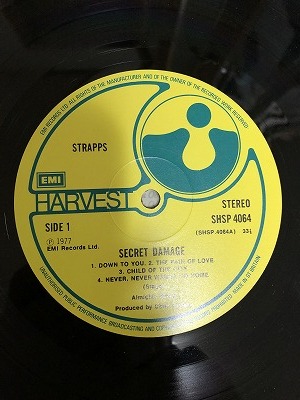 ALL RIGHTS OF THE MANUFACTURER AND OF THE OWNER OF THE RECORDED WORK RESERVED
EMI RECORDS LTD.
STRAPPS
EMI
HARVEST
STEREO
SHSP 4064
SIDE 1
(SHSP 4064A) 33⅓
Ⓟ 1977
EMI Records Ltd.
SECRET DAMAGE
1. DOWN TO YOU. 2. THE PAIN OF LOVE
3. CHILD OF THE CITY
4. NEVER, NEVER HOME
Produced by
UNAUTHORISED PUBLIC PERFORMANCE BROADCASTING AND COPYING OF THIS RECORD PROHIBITED
MADE IN GT BRITAIN